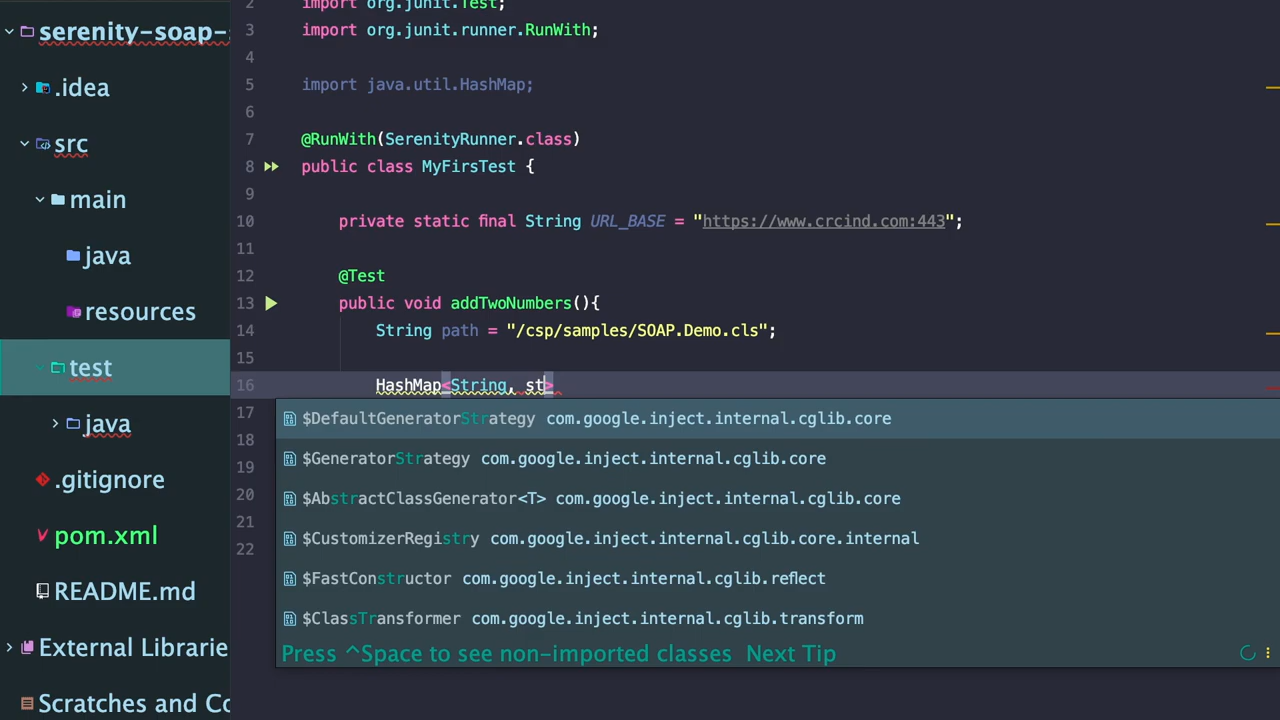 serenity-soap-
.idea
src
main
java
resources
test
java
.gitignore
pom.xml
README.md
External Librarie
Scratches and Co
2 import org.junit.Test;
3 import org.junit.runner.RunWith;
4
5 import java.util.HashMap;
6
7 @RunWith(SerenityRunner.class)
8 public class MyFirsTest {
9
10 private static final String URL_BASE = "https://www.crcind.com:443";
11
12 @Test
13 public void addTwoNumbers(){
14 String path = "/csp/samples/SOAP.Demo.cls";
15
16 HashMap<String, st>
17
18
19
20
21
22
$DefaultGeneratorStrategy com.google.inject.internal.cglib.core
$GeneratorStrategy com.google.inject.internal.cglib.core
$AbstractClassGenerator<T> com.google.inject.internal.cglib.core
$CustomizerRegistry com.google.inject.internal.cglib.core.internal
$FastConstructor com.google.inject.internal.cglib.reflect
$ClassTransformer com.google.inject.internal.cglib.transform
Press ^Space to see non-imported classes Next Tip